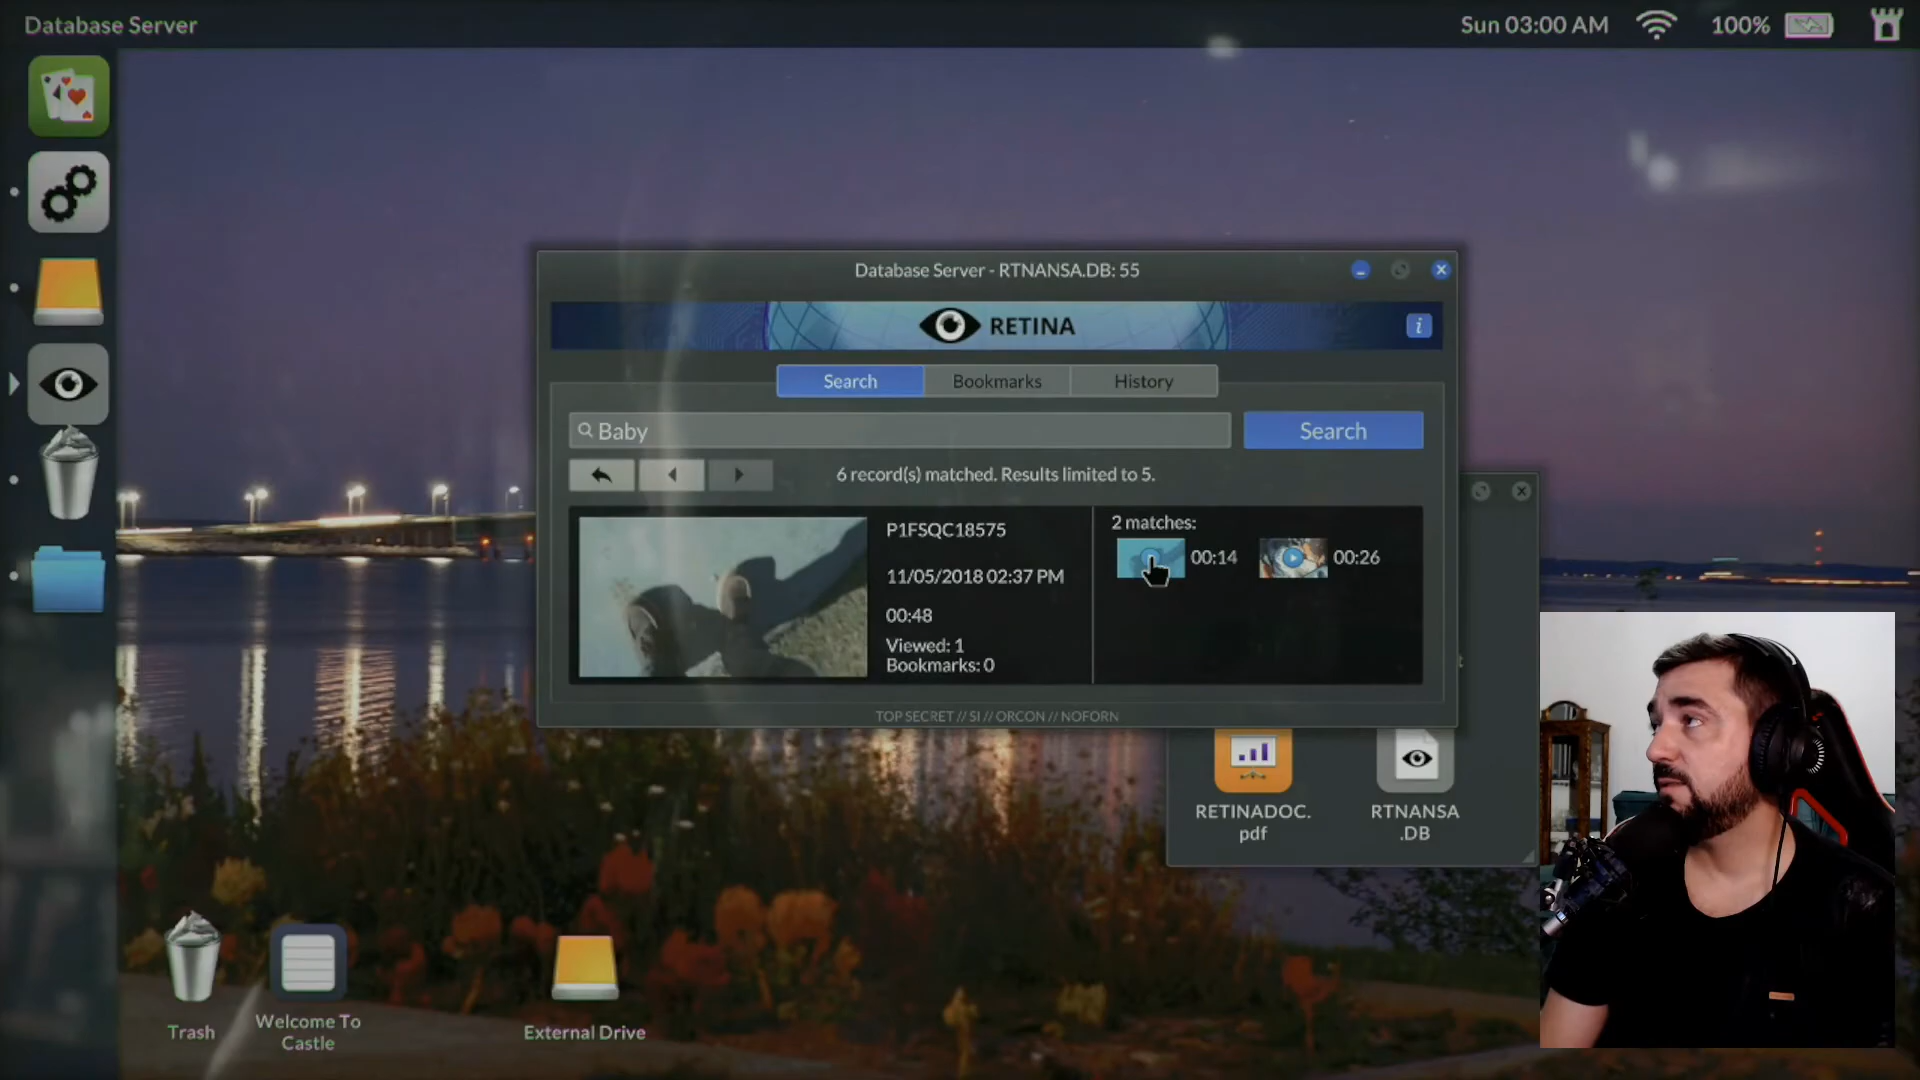 Database Server
Sun 03:00 AM
100%
Database Server - RTNANSA.DB: 55
RETINA
i
Search
Bookmarks
History
Baby
Search
6 record(s) matched. Results limited to 5.
P1FSQC18575
11/05/2018 02:37 PM
00:48
Viewed: 1
Bookmarks: 0
2 matches:
00:14
00:26
TOP SECRET // SI // ORCON // NOFORN
RETINADOC.
pdf
RTNANSA
.DB
Trash
Welcome To
Castle
External Drive